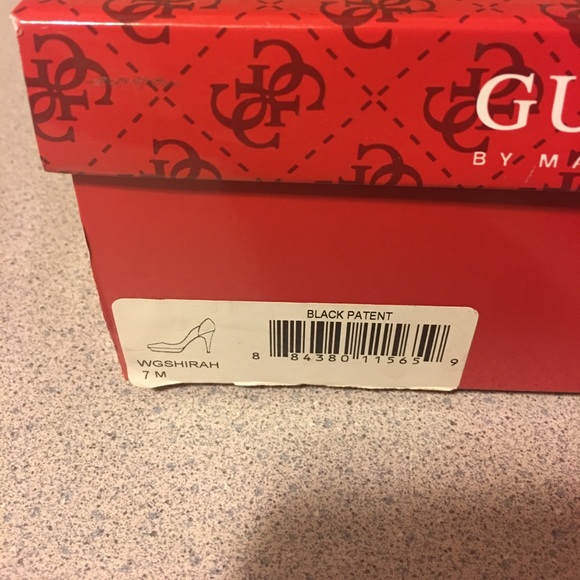 GU
BY MA
BLACK PATENT
WGSHIRAH
7 M
8 84380 11565 9